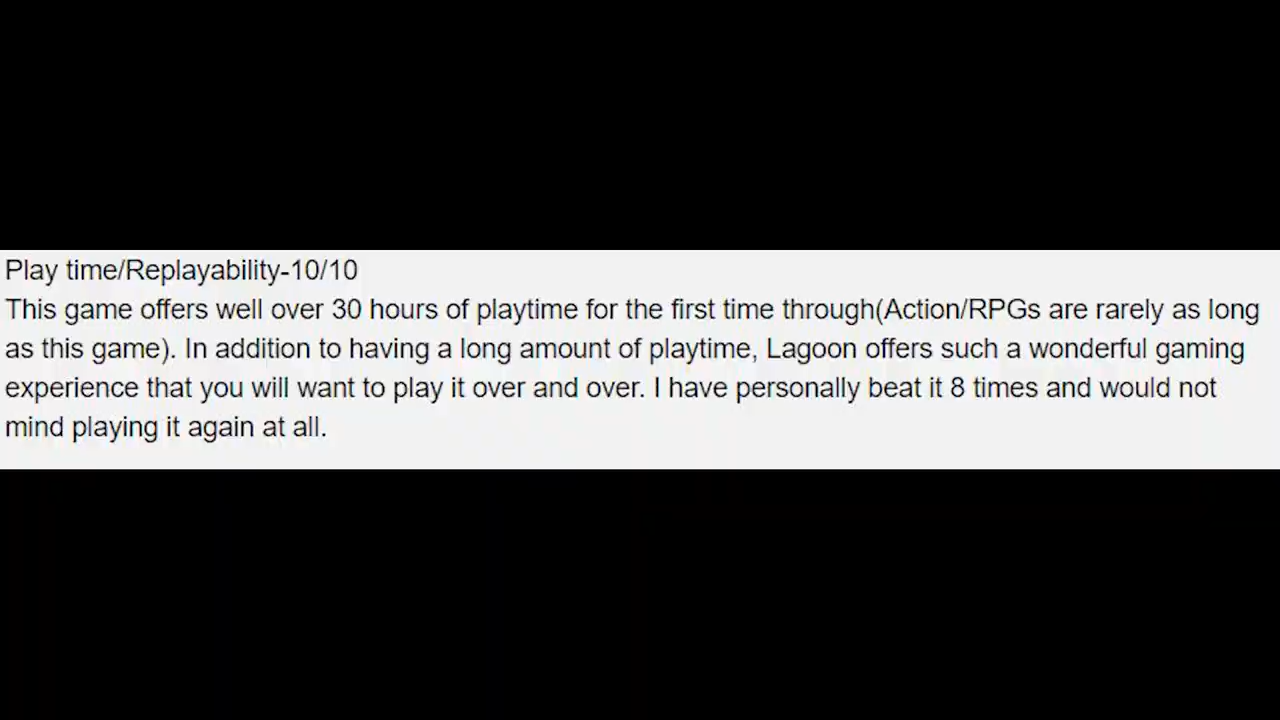 Play time/Replayability-10/10
This game offers well over 30 hours of playtime for the first time through(Action/RPGs are rarely as long
as this game). In addition to having a long amount of playtime, Lagoon offers such a wonderful gaming
experience that you will want to play it over and over. I have personally beat it 8 times and would not
mind playing it again at all.